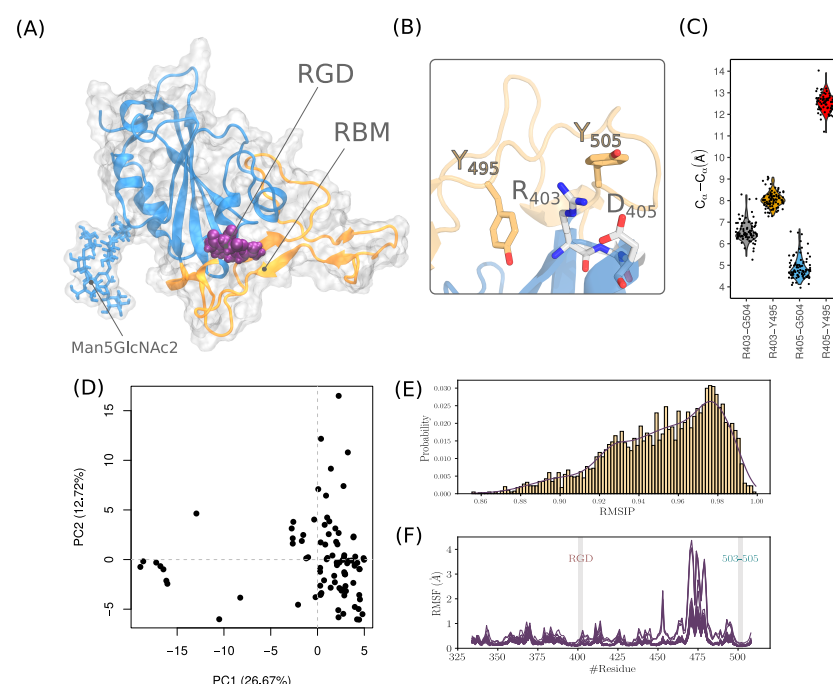 (A)
RGD
RBM
Man5GlcNAc2
(B)
Y495
R403
Y505
D405
(C)
Cα−Cα(Å)
14
13
12
11
10
9
8
7
6
5
4
R403−G504
R403−Y495
R405−G504
R405−Y495
(D)
PC2 (12.72%)
15
10
5
0
−5
−15
−10
−5
0
5
PC1 (26.67%)
(E)
Probability
0.030
0.025
0.020
0.015
0.010
0.005
0.000
0.86
0.88
0.90
0.92
0.94
0.96
0.98
1.00
RMSIP
(F)
RMSF (Å)
4
3
2
1
0
RGD
503–505
325
350
375
400
425
450
475
500
#Residue